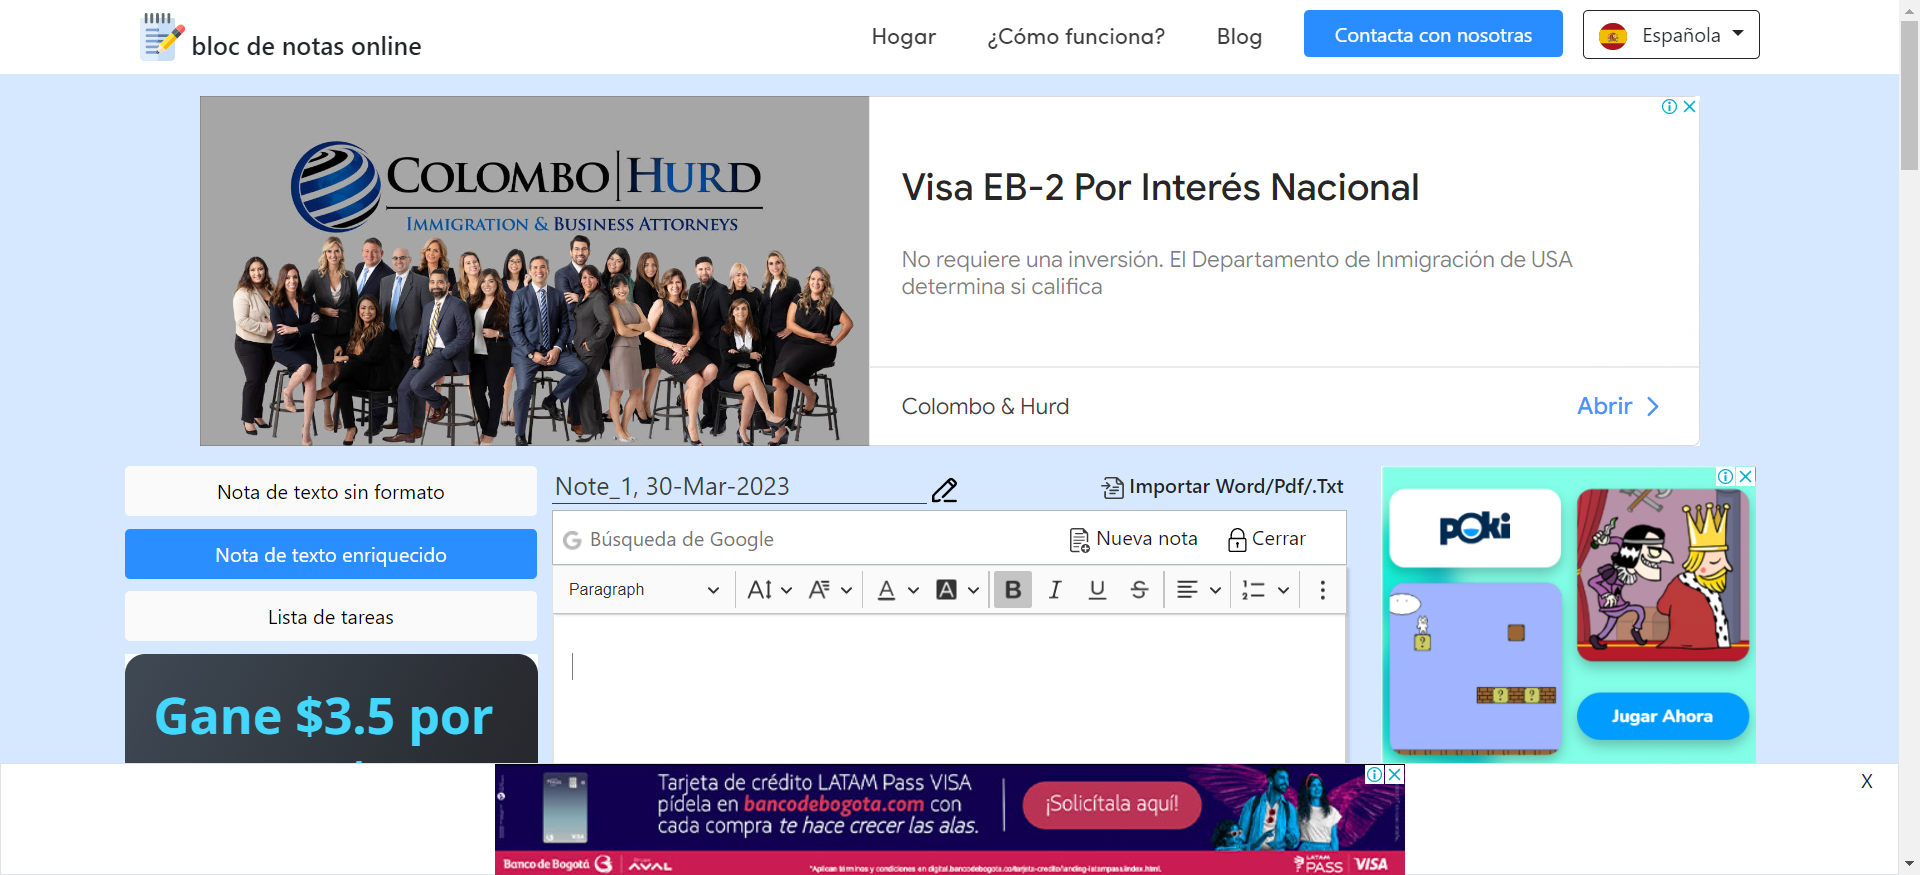 bloc de notas online
Hogar
¿Cómo funciona?
Blog
Contacta con nosotras
Española
COLOMBO|HURD
IMMIGRATION & BUSINESS ATTORNEYS
Visa EB-2 Por Interés Nacional
No requiere una inversión. El Departamento de Inmigración de USA
determina si califica
Colombo & Hurd
Abrir
Nota de texto sin formato
Nota de texto enriquecido
Lista de tareas
Gane $3.5 por
Note_1, 30-Mar-2023
Importar Word/Pdf/.Txt
Búsqueda de Google
Nueva nota
Cerrar
Paragraph
POKI
Jugar Ahora
Tarjeta de crédito LATAM Pass VISA
pídela en bancodebogota.com con
cada compra te hace crecer las alas.
¡Solicítala aquí!
Banco de Bogotá
AVAL
*Aplican términos y condiciones en digital.bancodebogota.co/tarjeta-credito/landing-latampass/index.html.
LATAM
PASS
VISA
X